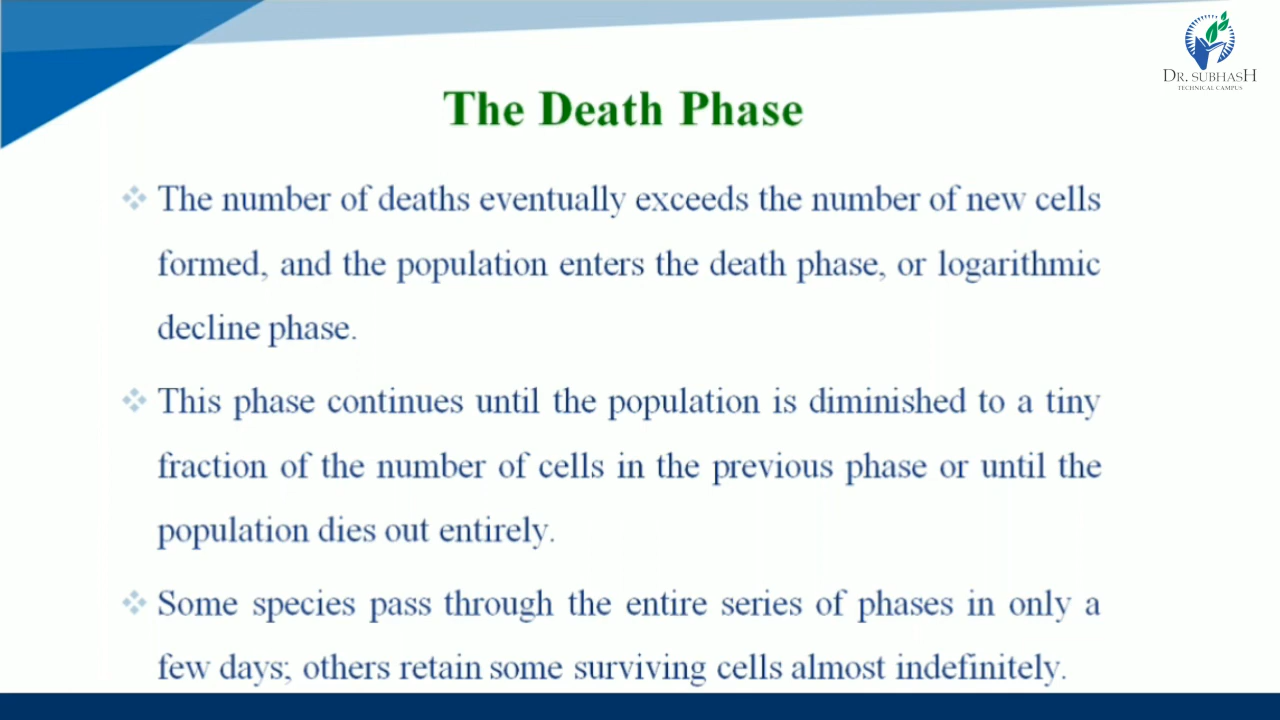 DR. SUBHASH
TECHNICAL CAMPUS
The Death Phase
The number of deaths eventually exceeds the number of new cells
formed, and the population enters the death phase, or logarithmic
decline phase.
This phase continues until the population is diminished to a tiny
fraction of the number of cells in the previous phase or until the
population dies out entirely.
Some species pass through the entire series of phases in only a
few days; others retain some surviving cells almost indefinitely.